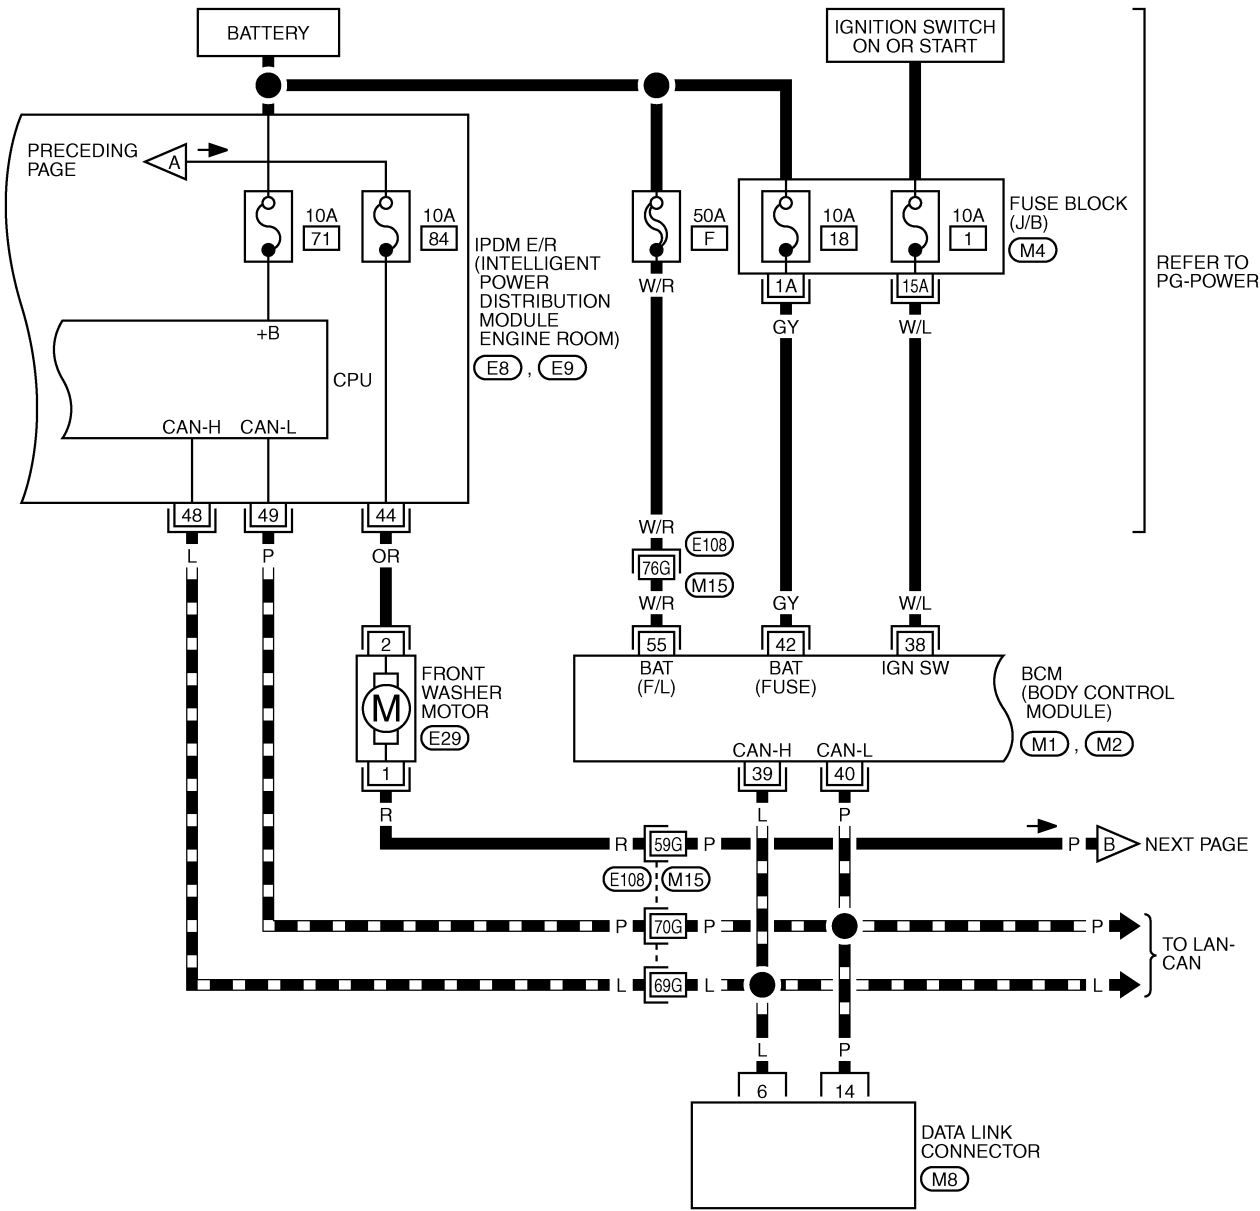 BATTERY
IGNITION SWITCH
ON OR START
PRECEDING
PAGE
A
10A
71
10A
84
50A
F
10A
18
10A
1
FUSE BLOCK
(J/B)
M4
REFER TO
PG-POWER
IPDM E/R
(INTELLIGENT
POWER
DISTRIBUTION
MODULE
ENGINE ROOM)
E8 , E9
W/R
1A
15A
GY
W/L
+B
CPU
CAN-H
CAN-L
48
49
44
L
P
OR
W/R
E108
76G
M15
W/R
GY
W/L
2
55
42
38
BAT
(F/L)
BAT
(FUSE)
IGN SW
FRONT
WASHER
MOTOR
E29
M
BCM
(BODY CONTROL
MODULE)
M1 , M2
CAN-H
CAN-L
1
39
40
R
L
P
R
59G
P
P
B
NEXT PAGE
E108
M15
P
70G
P
P
L
69G
L
L
TO LAN-
CAN
L
P
6
14
DATA LINK
CONNECTOR
M8